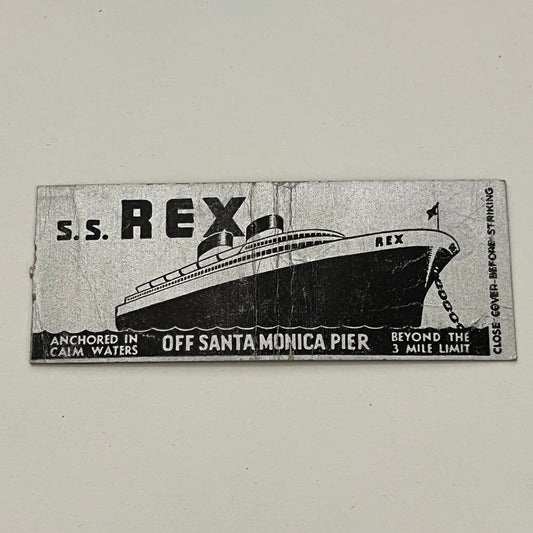 S.S. REX
REX
ANCHORED IN
CALM WATERS
OFF SANTA MONICA PIER
BEYOND THE
3 MILE LIMIT
CLOSE COVER BEFORE STRIKING